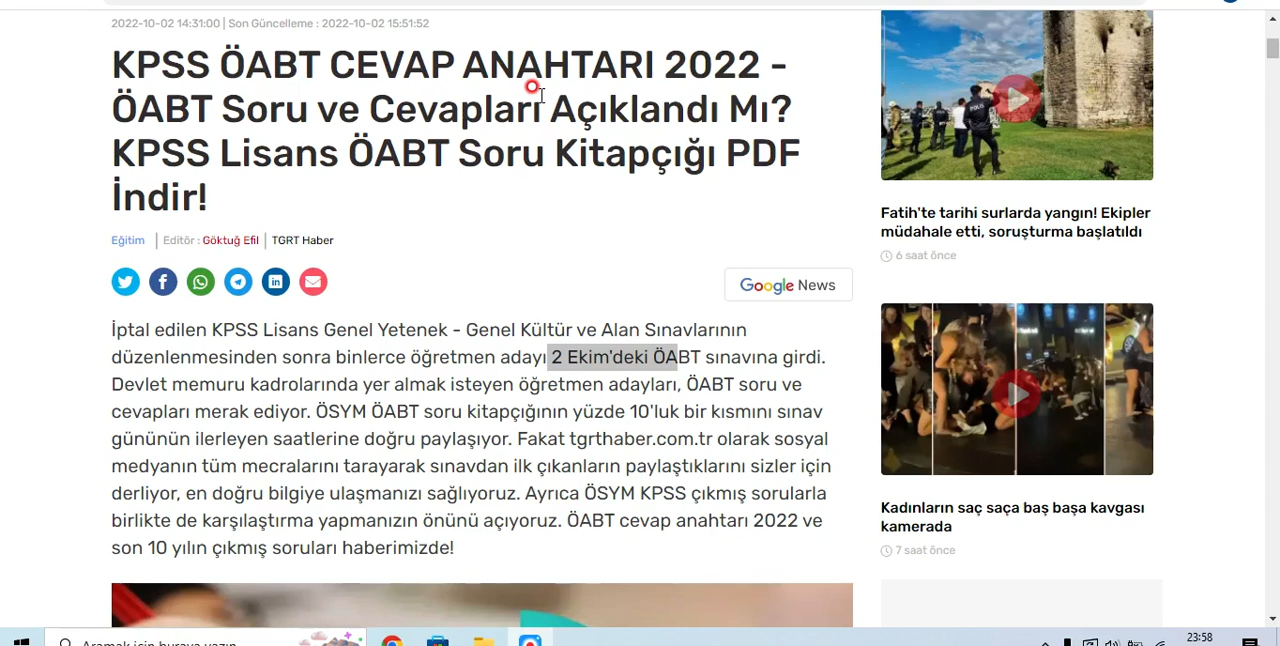 2022-10-02 14:31:00 | Son Güncelleme : 2022-10-02 15:51:52
KPSS ÖABT CEVAP ANAHTARI 2022 -
ÖABT Soru ve Cevapları Açıklandı Mı?
KPSS Lisans ÖABT Soru Kitapçığı PDF
İndir!
Eğitim | Editör : Göktuğ Efil | TGRT Haber
Google News
İptal edilen KPSS Lisans Genel Yetenek - Genel Kültür ve Alan Sınavlarının
düzenlenmesinden sonra binlerce öğretmen adayı 2 Ekim'deki ÖABT sınavına girdi.
Devlet memuru kadrolarında yer almak isteyen öğretmen adayları, ÖABT soru ve
cevapları merak ediyor. ÖSYM ÖABT soru kitapçığının yüzde 10'luk bir kısmını sınav
gününün ilerleyen saatlerine doğru paylaşıyor. Fakat tgrthaber.com.tr olarak sosyal
medyanın tüm mecralarını tarayarak sınavdan ilk çıkanların paylaştıklarını sizler için
derliyor, en doğru bilgiye ulaşmanızı sağlıyoruz. Ayrıca ÖSYM KPSS çıkmış sorularla
birlikte de karşılaştırma yapmanızın önünü açıyoruz. ÖABT cevap anahtarı 2022 ve
son 10 yılın çıkmış soruları haberimizde!
POLIS
Fatih'te tarihi surlarda yangın! Ekipler
müdahale etti, soruşturma başlatıldı
6 saat önce
Kadınların saç saça baş başa kavgası
kamerada
7 saat önce
Aramak için buraya yazın
23:58